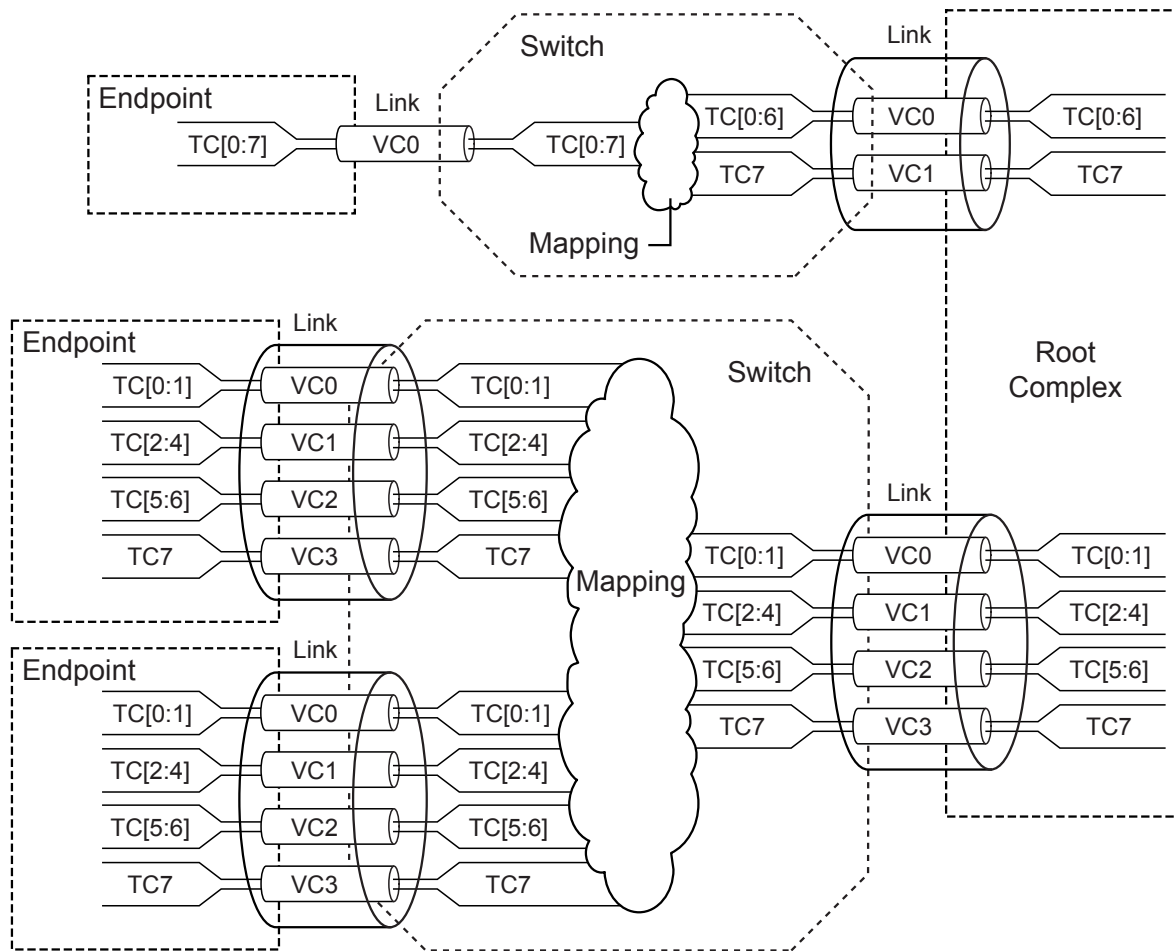 Switch
Link
Endpoint
Link
TC[0:7]
VC0
TC[0:7]
TC[0:6]
VC0
TC[0:6]
TC7
VC1
TC7
Mapping
Endpoint
Link
Switch
Root
Complex
TC[0:1]
VC0
TC[0:1]
TC[2:4]
VC1
TC[2:4]
TC[5:6]
VC2
TC[5:6]
TC7
VC3
TC7
Mapping
Link
TC[0:1]
VC0
TC[0:1]
TC[2:4]
VC1
TC[2:4]
TC[5:6]
VC2
TC[5:6]
TC7
VC3
TC7
Endpoint
Link
TC[0:1]
VC0
TC[0:1]
TC[2:4]
VC1
TC[2:4]
TC[5:6]
VC2
TC[5:6]
TC7
VC3
TC7